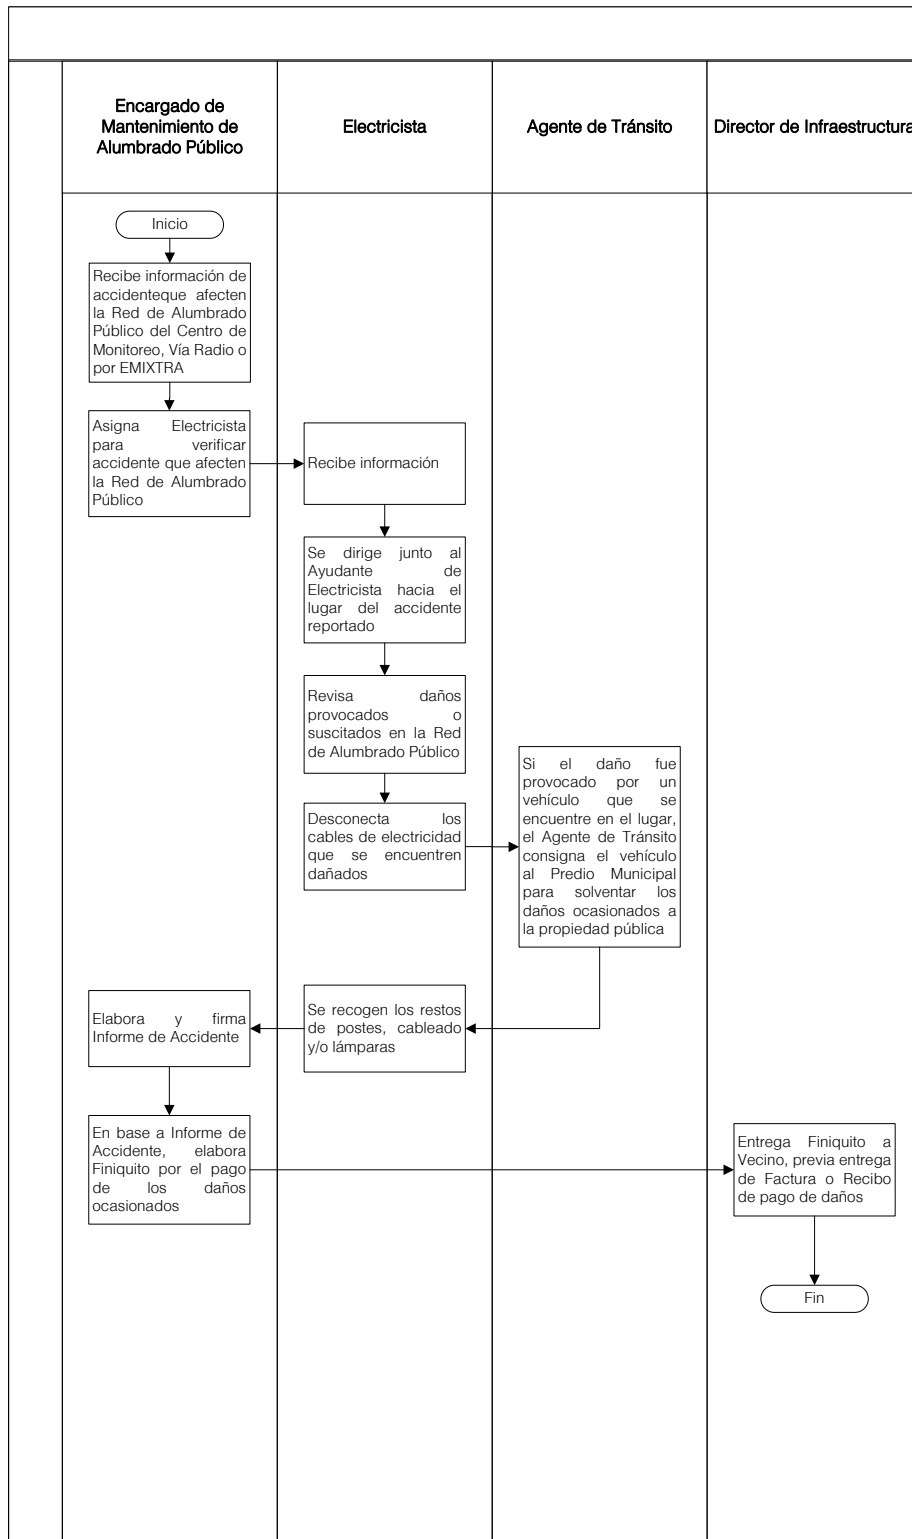 Encargado de
Mantenimiento de
Alumbrado Público
Electricista
Agente de Tránsito
Director de Infraestructura
Inicio
Recibe información de
accidenteque afecten
la Red de Alumbrado
Público del Centro de
Monitoreo, Vía Radio o
por EMIXTRA
Asigna Electricista
para verificar
accidente que afecten
la Red de Alumbrado
Público
Recibe información
Se dirige junto al
Ayudante de
Electricista hacia el
lugar del accidente
reportado
Revisa daños
provocados o
suscitados en la Red
de Alumbrado Público
Desconecta los
cables de electricidad
que se encuentren
dañados
Si el daño fue
provocado por un
vehículo que se
encuentre en el lugar,
el Agente de Tránsito
consigna el vehículo
al Predio Municipal
para solventar los
daños ocasionados a
la propiedad pública
Se recogen los restos
de postes, cableado
y/o lámparas
Elabora y firma
Informe de Accidente
En base a Informe de
Accidente, elabora
Finiquito por el pago
de los daños
ocasionados
Entrega Finiquito a
Vecino, previa entrega
de Factura o Recibo
de pago de daños
Fin